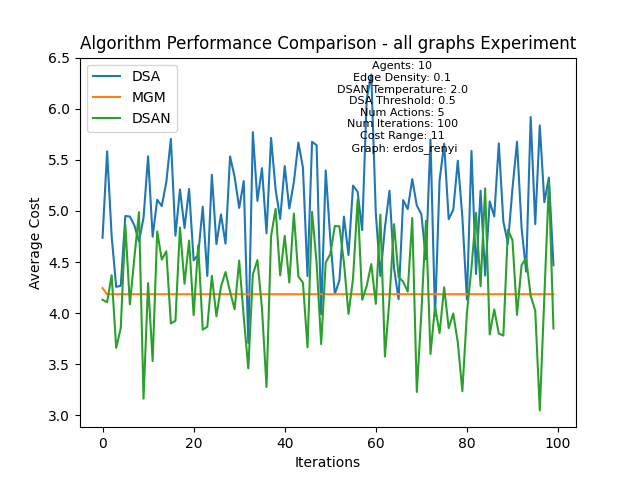 Algorithm Performance Comparison - all graphs Experiment
Agents: 10
Edge Density: 0.1
DSAN Temperature: 2.0
DSA Threshold: 0.5
Num Actions: 5
Num Iterations: 100
Cost Range: 11
Graph: erdos_renyi
DSA
MGM
DSAN
Average Cost
6.5
6.0
5.5
5.0
4.5
4.0
3.5
3.0
0 20 40 60 80 100
Iterations